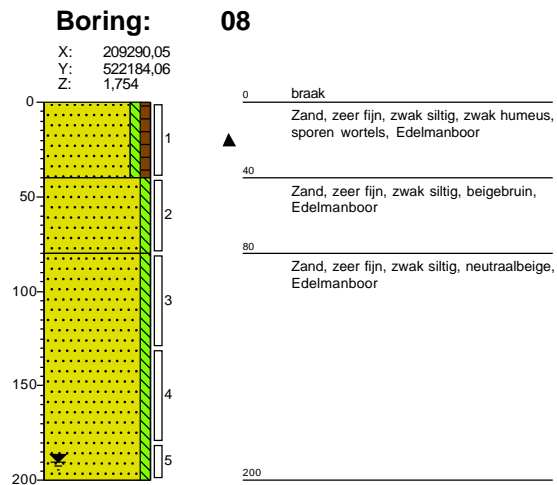 Boring: 08
X: 209290,05
Y: 522184,06
Z: 1,754
0
50
100
150
200
1
2
3
4
5
0 braak
Zand, zeer fijn, zwak siltig, zwak humeus,
sporen wortels, Edelmanboor
40
Zand, zeer fijn, zwak siltig, beigebruin,
Edelmanboor
80
Zand, zeer fijn, zwak siltig, neutraalbeige,
Edelmanboor
200